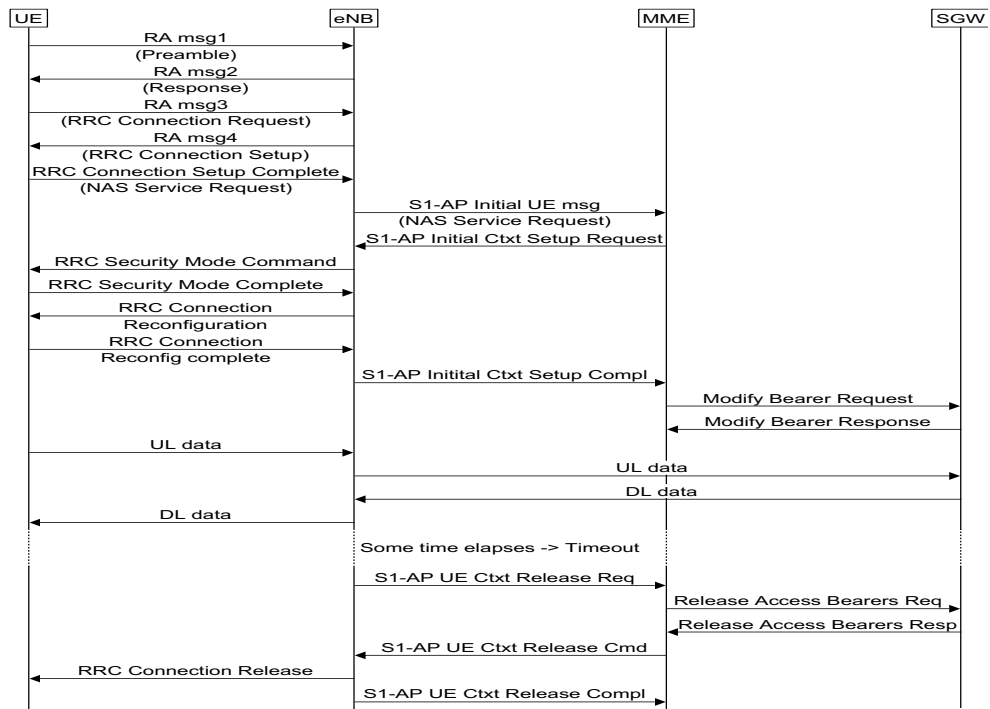 UE eNB MME SGW
RA msg1
(Preamble)
RA msg2
(Response)
RA msg3
(RRC Connection Request)
RA msg4
(RRC Connection Setup)
RRC Connection Setup Complete
(NAS Service Request)
S1-AP Initial UE msg
(NAS Service Request)
S1-AP Initial Ctxt Setup Request
RRC Security Mode Command
RRC Security Mode Complete
RRC Connection
Reconfiguration
RRC Connection
Reconfig complete
S1-AP Initital Ctxt Setup Compl
Modify Bearer Request
Modify Bearer Response
UL data
UL data
DL data
DL data
Some time elapses -> Timeout
S1-AP UE Ctxt Release Req
Release Access Bearers Req
Release Access Bearers Resp
S1-AP UE Ctxt Release Cmd
RRC Connection Release
S1-AP UE Ctxt Release Compl